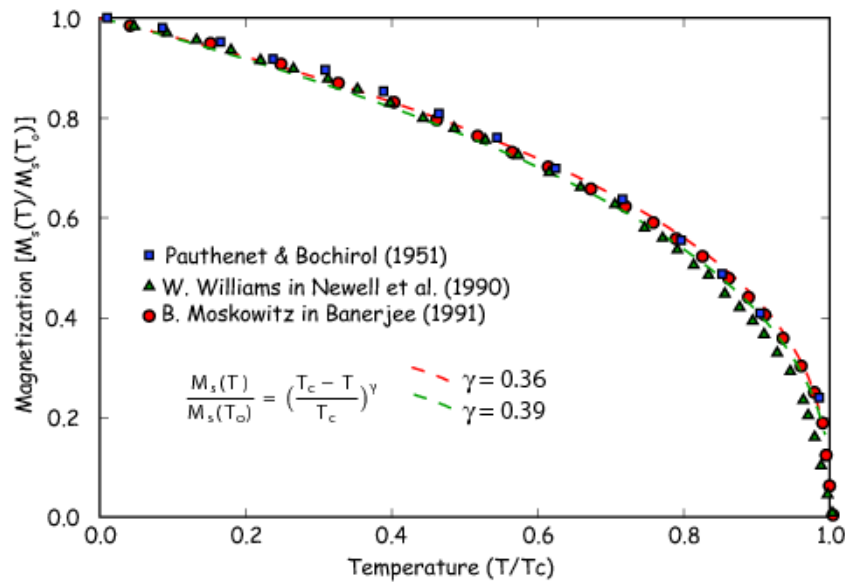 Magnetization [Mₛ(T)/Mₛ(Tₒ)]
1.0
0.8
0.6
0.4
0.2
0.0
Pauthenet & Bochirol (1951)
W. Williams in Newell et al. (1990)
B. Moskowitz in Banerjee (1991)
Mₛ(T)/Mₛ(Tₒ) = (T꜀ − T/T꜀)^γ
γ = 0.36
γ = 0.39
0.0 0.2 0.4 0.6 0.8 1.0
Temperature (T/Tc)